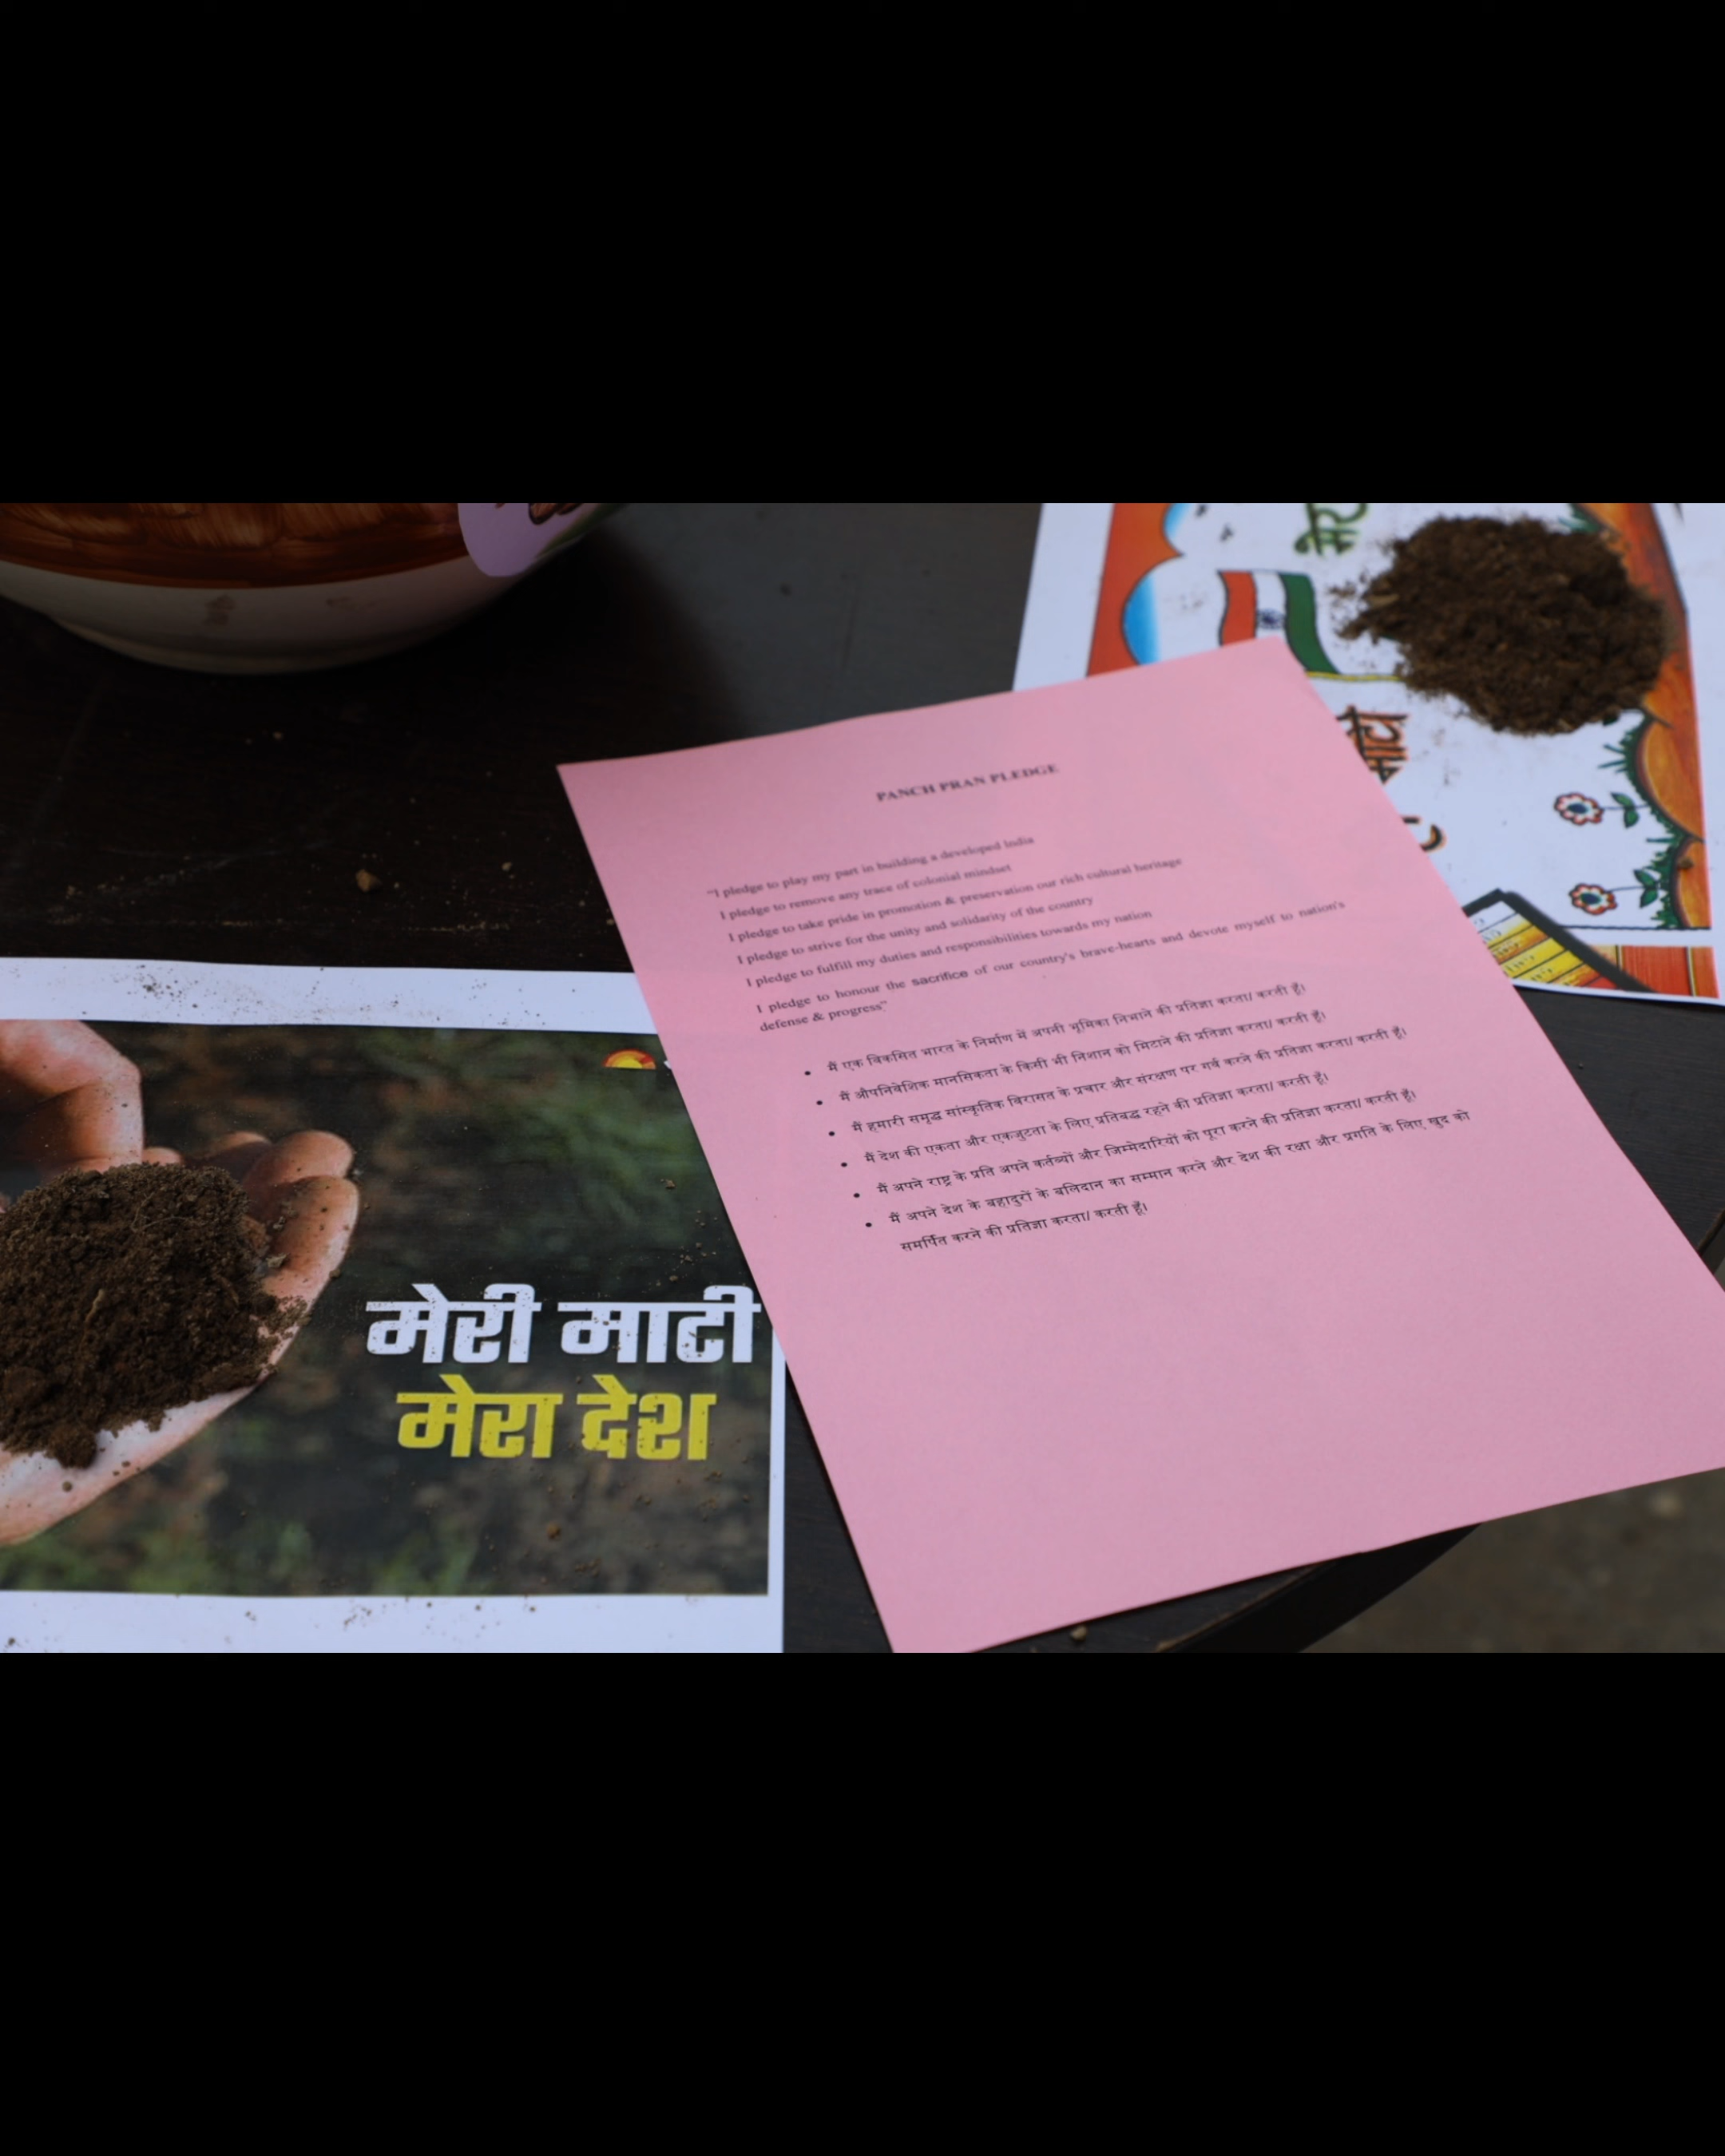 मेरी
माटी
PANCH PRAN PLEDGE
"I pledge to play my part in building a developed India
I pledge to remove any trace of colonial mindset
I pledge to take pride in promotion & preservation our rich cultural heritage
I pledge to strive for the unity and solidarity of the country
I pledge to fulfill my duties and responsibilities towards my nation
I pledge to honour the sacrifice of our country's brave-hearts and devote myself to nation's
defense & progress"
• मैं एक विकसित भारत के निर्माण में अपनी भूमिका निभाने की प्रतिज्ञा करता/ करती हूँ।
• मैं औपनिवेशिक मानसिकता के किसी भी निशान को मिटाने की प्रतिज्ञा करता/ करती हूँ।
• मैं हमारी समृद्ध सांस्कृतिक विरासत के प्रचार और संरक्षण पर गर्व करने की प्रतिज्ञा करता/ करती हूँ।
• मैं देश की एकता और एकजुटता के लिए प्रतिबद्ध रहने की प्रतिज्ञा करता/ करती हूँ।
• मैं अपने राष्ट्र के प्रति अपने कर्तव्यों और जिम्मेदारियों को पूरा करने की प्रतिज्ञा करता/ करती हूँ।
• मैं अपने देश के बहादुरों के बलिदान का सम्मान करने और देश की रक्षा और प्रगति के लिए खुद को
समर्पित करने की प्रतिज्ञा करता/ करती हूँ।
मेरी माटी
मेरा देश